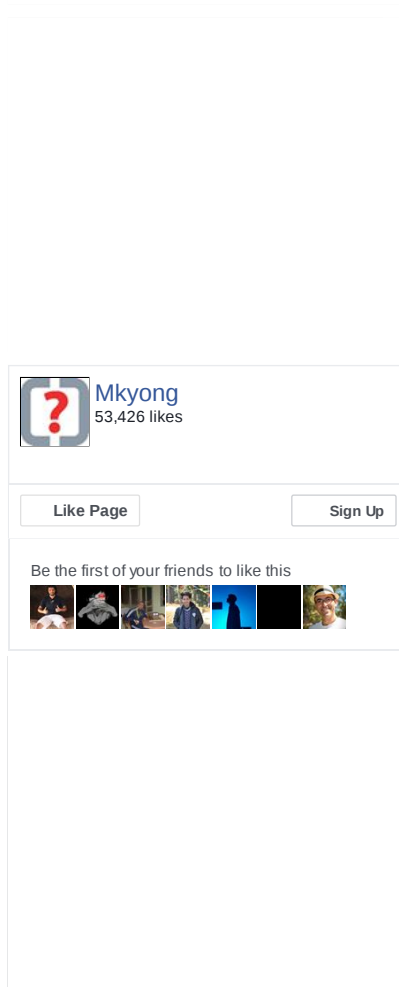 ?
Mkyong
53,426 likes
Like Page
Sign Up
Be the first of your friends to like this